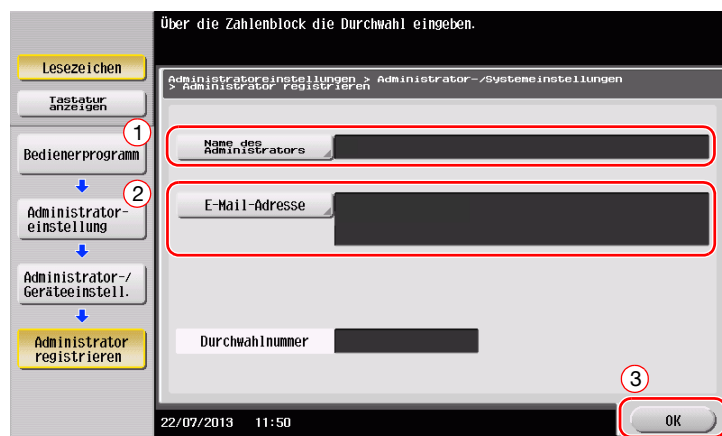 Über die Zahlenblock die Durchwahl eingeben.
Lesezeichen
Tastatur
anzeigen
1
Bedienerprogramm
2
Administrator-
einstellung
Administrator-/
Geräteeinstell.
Administrator
registrieren
Administratoreinstellungen > Administrator-/Systemeinstellungen
> Administrator registrieren
Name des
Administrators
E-Mail-Adresse
Durchwahlnummer
3
22/07/2013 11:50
OK